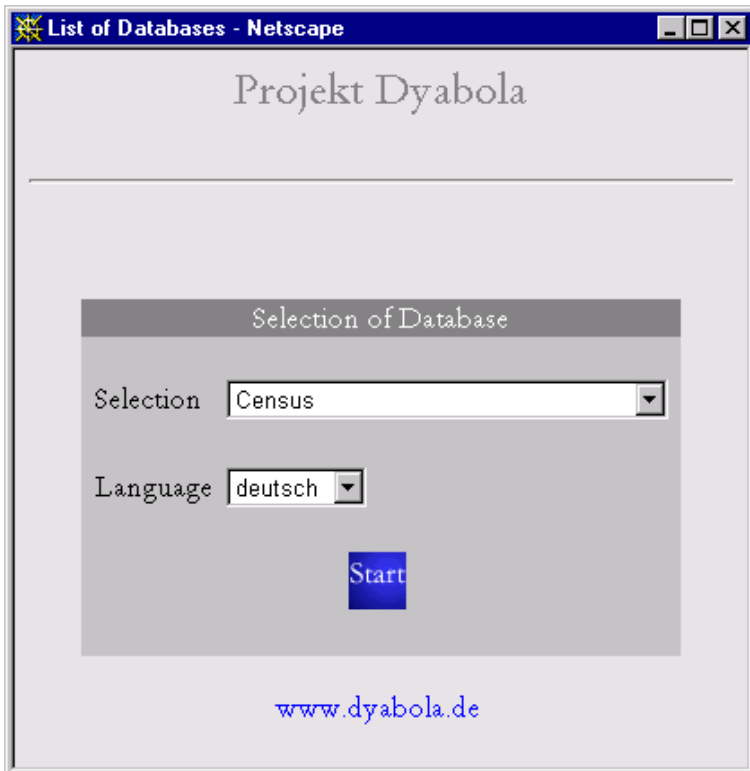 List of Databases - Netscape
Projekt Dyabola
Selection of Database
Selection Census
Language deutsch
Start
www.dyabola.de